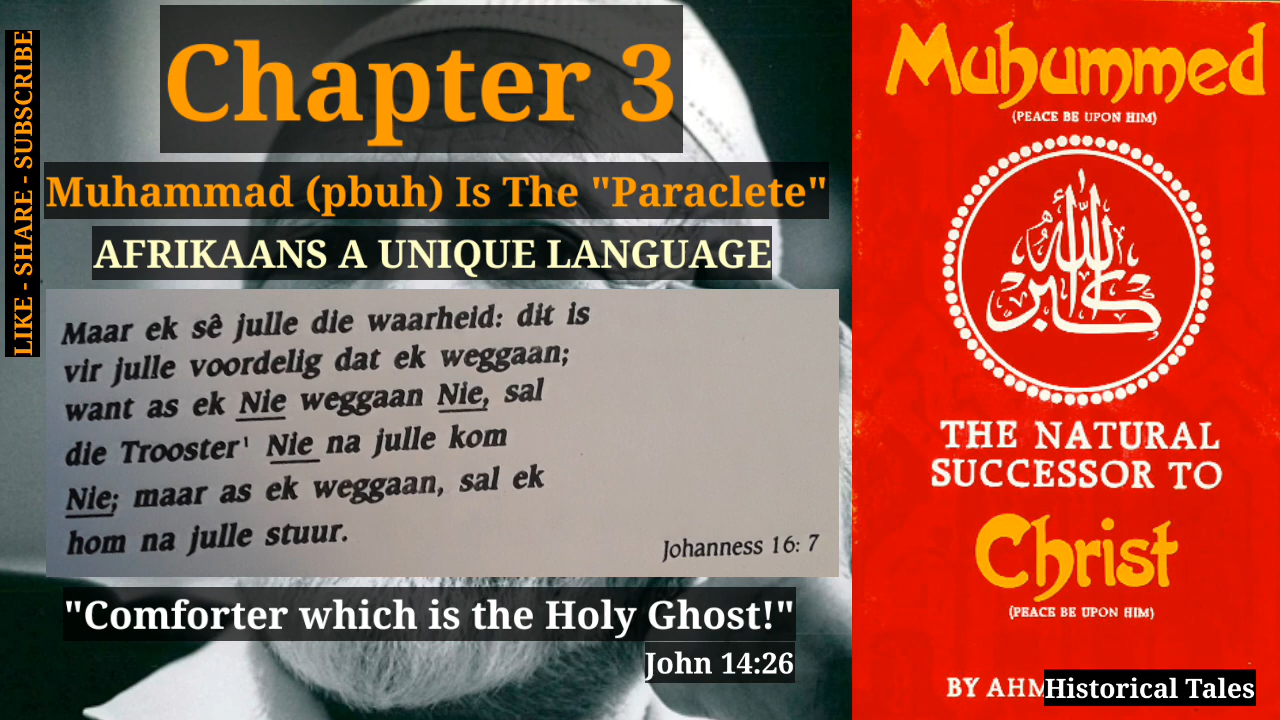 LIKE - SHARE - SUBSCRIBE
Chapter 3
Muhammad (pbuh) Is The "Paraclete"
AFRIKAANS A UNIQUE LANGUAGE
Maar ek sê julle die waarheid: dit is
vir julle voordelig dat ek weggaan;
want as ek Nie weggaan Nie, sal
die Trooster¹ Nie na julle kom
Nie; maar as ek weggaan, sal ek
hom na julle stuur.
Johanness 16: 7
"Comforter which is the Holy Ghost!"
John 14:26
Muhummed
(PEACE BE UPON HIM)
الله أكبر
THE NATURAL
SUCCESSOR TO
Christ
(PEACE BE UPON HIM)
BY
Historical Tales